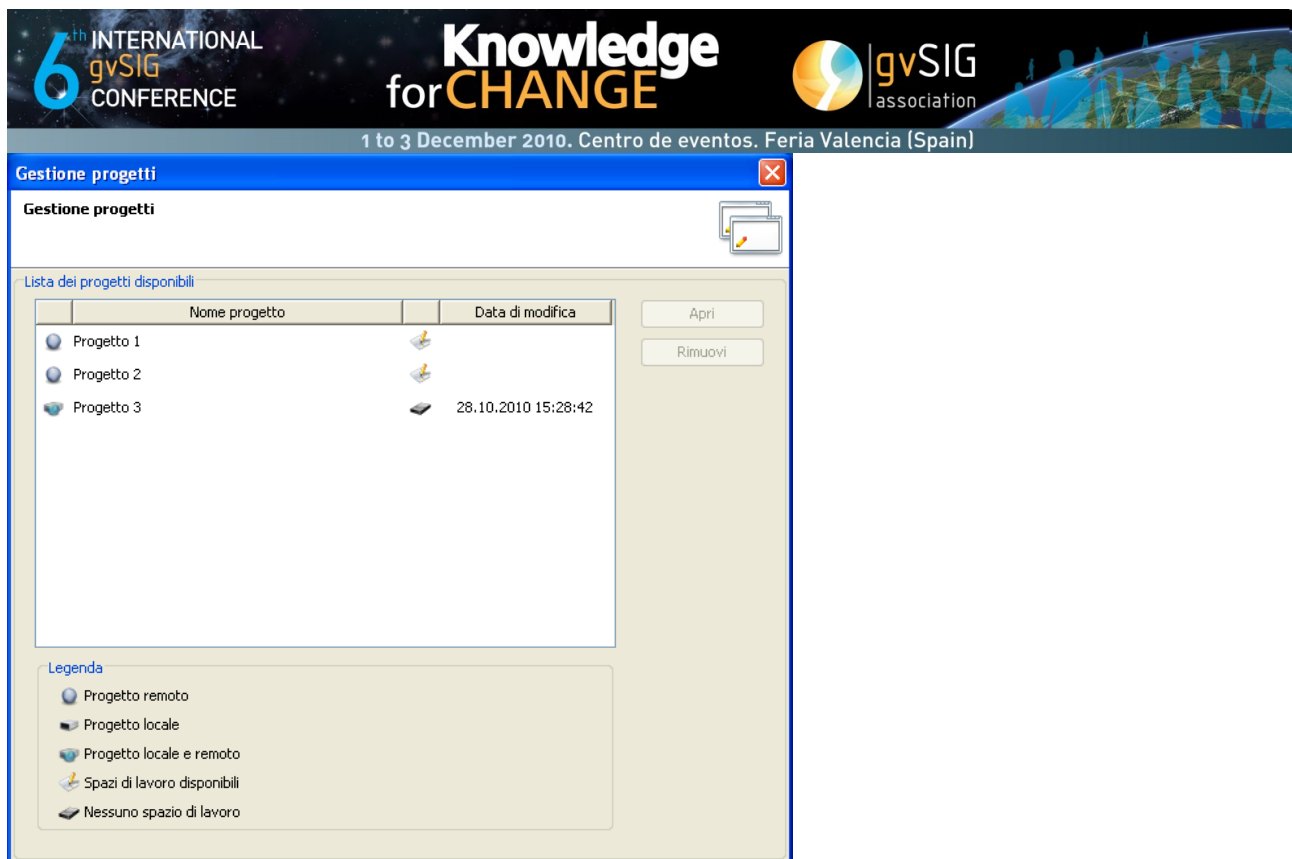 6th INTERNATIONAL
gvSIG
CONFERENCE
Knowledge
for CHANGE
gvSIG
association
1 to 3 December 2010. Centro de eventos. Feria Valencia (Spain)
Gestione progetti
Gestione progetti
Lista dei progetti disponibili
Nome progetto Data di modifica
Apri
Progetto 1
Rimuovi
Progetto 2
Progetto 3 28.10.2010 15:28:42
Legenda
Progetto remoto
Progetto locale
Progetto locale e remoto
Spazi di lavoro disponibili
Nessuno spazio di lavoro